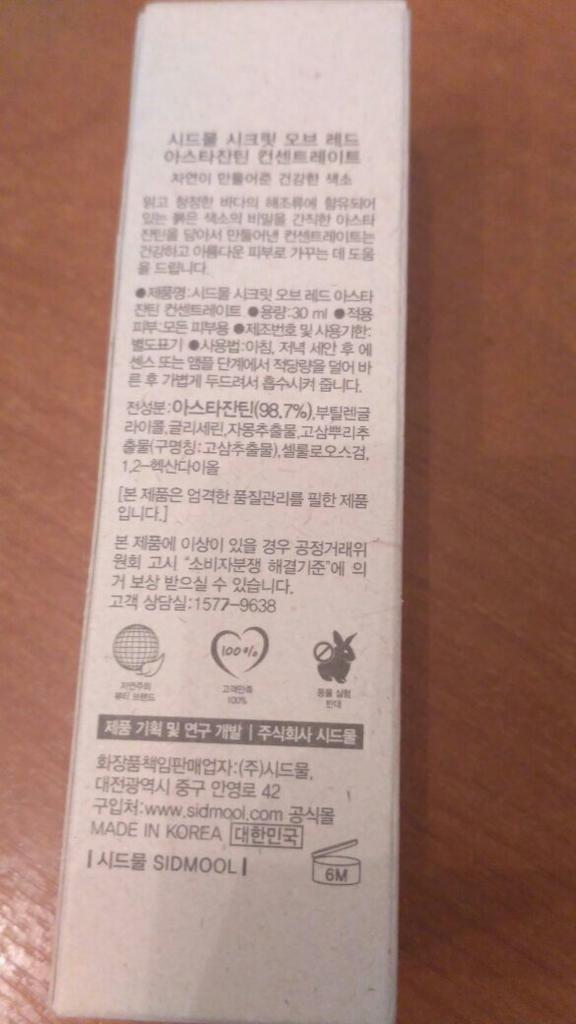 시드물 시크릿 오브 레드
아스타잔틴 컨센트레이트
자연이 만들어준 건강한 색소
맑고 청정한 바다의 해조류에 함유되어
있는 붉은 색소의 비밀을 간직한 아스타
잔틴을 담아서 만들어낸 컨센트레이트는
건강하고 아름다운 피부로 가꾸는 데 도움
을 드립니다.
●제품명:시드물 시크릿 오브 레드 아스타
잔틴 컨센트레이트 ●용량:30 ml ●적용
피부:모든 피부용 ●제조번호 및 사용기한:
별도표기 ●사용법:아침, 저녁 세안 후 에
센스 또는 앰플 단계에서 적당량을 덜어 바
른 후 가볍게 두드려서 흡수시켜 줍니다.
전성분:아스타잔틴(98.7%),부틸렌글
라이콜,글리세린,자몽추출물,고삼뿌리추
출물(구명칭:고삼추출물),셀룰로오스검,
1,2-헥산다이올
[본 제품은 엄격한 품질관리를 필한 제품
입니다.]
본 제품에 이상이 있을 경우 공정거래위
원회 고시 "소비자분쟁 해결기준"에 의
거 보상 받으실 수 있습니다.
고객 상담실:1577-9638
100%
자연주의
뷰티 브랜드
고객만족
100%
동물 실험
반대
제품 기획 및 연구 개발 | 주식회사 시드물
화장품책임판매업자:(주)시드물,
대전광역시 중구 안영로 42
구입처:www.sidmool.com 공식몰
MADE IN KOREA 대한민국
| 시드물 SIDMOOL |
6M